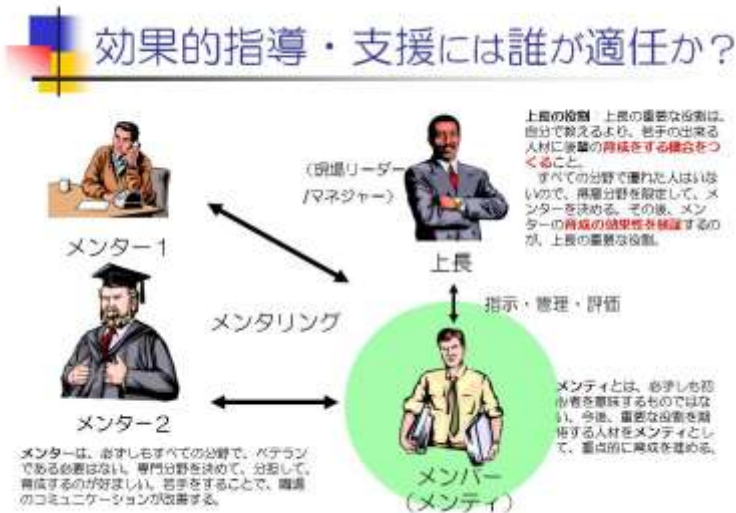 効果的指導・支援には誰が適任か？
上長の役割　上長の重要な役割は、
自分で教えるより、若手の出来る
人材に後輩の育成をする機会をつ
くること。
すべての分野で優れた人はいな
いので、得意分野を限定して、メ
ンターを決める。その後、メン
ターの育成の効果性を検証するの
が、上長の重要な役割。
（現場リーダー
/マネジャー）
メンター1
上長
指示・管理・評価
メンタリング
メンター2
メンティとは、必ずしも初
心者を意味するものではな
い。今後、重要な役割を期
待する人材をメンティとし
て、重点的に育成を進める。
メンバー
（メンティ）
メンターは、必ずしもすべての分野で、ベテラン
である必要はない。専門分野を決めて、分担して、
育成するのが好ましい。若手をすることで、職場
のコミュニケーションが改善する。